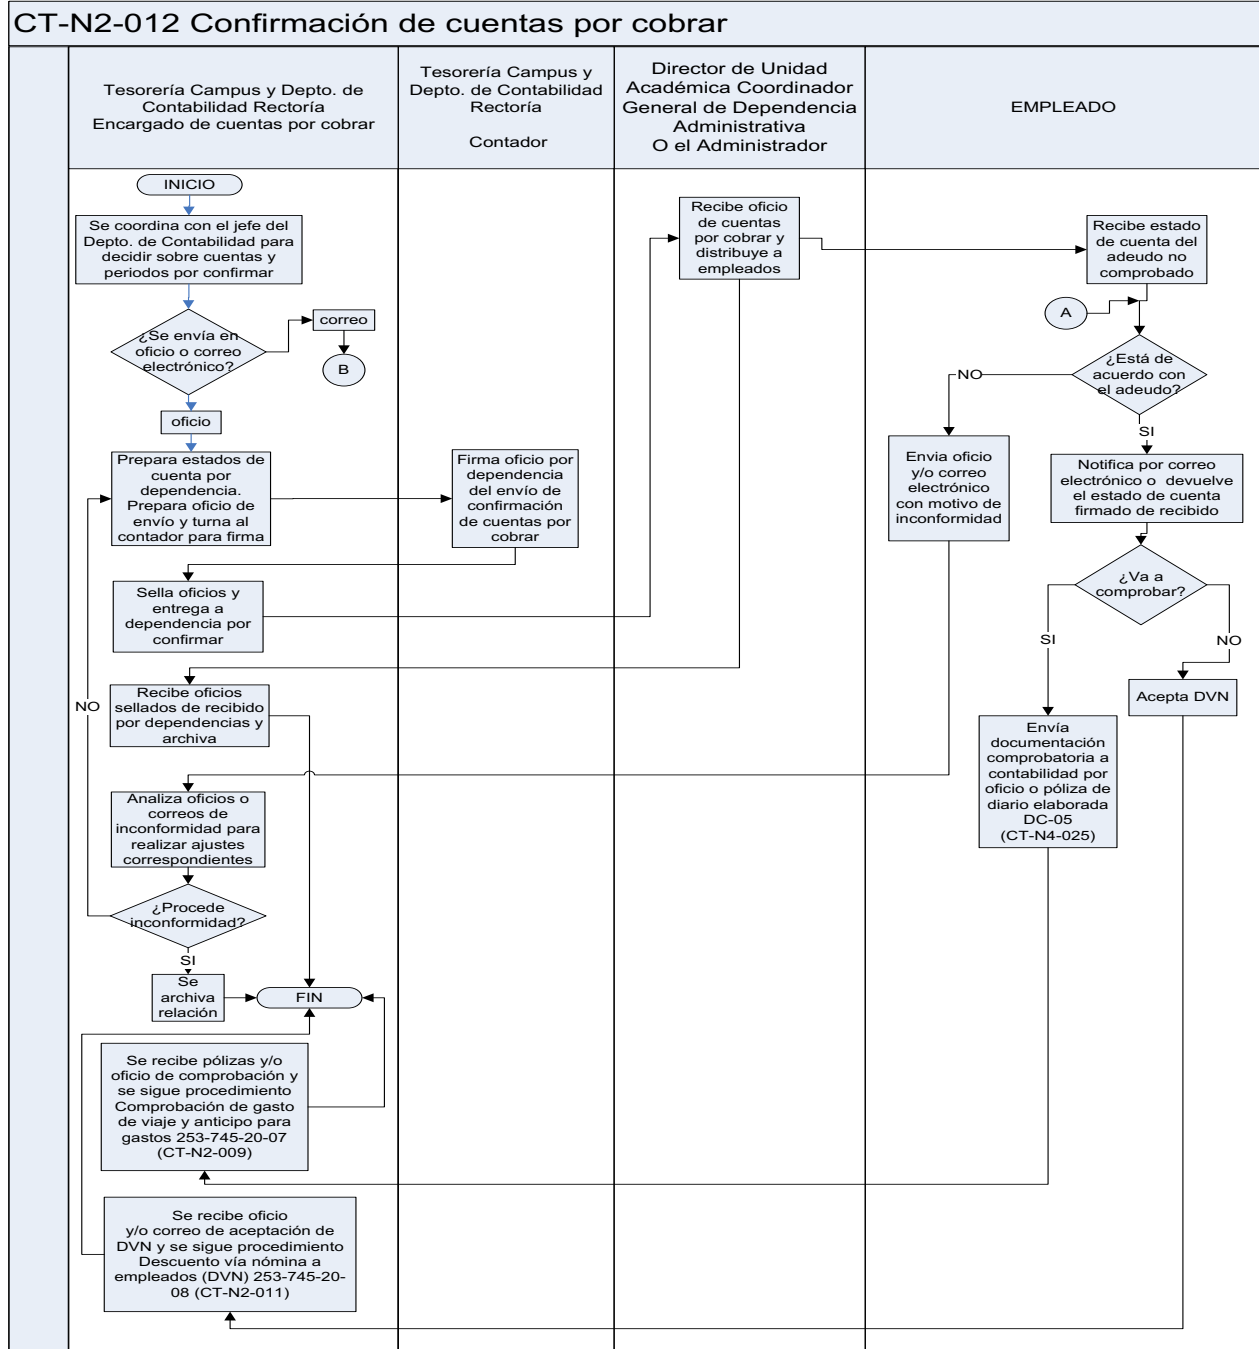 CT-N2-012 Confirmación de cuentas por cobrar
Tesorería Campus y Depto. de
Contabilidad Rectoría
Encargado de cuentas por cobrar
Tesorería Campus y
Depto. de Contabilidad
Rectoría
Contador
Director de Unidad
Académica Coordinador
General de Dependencia
Administrativa
O el Administrador
EMPLEADO
INICIO
Se coordina con el jefe del
Depto. de Contabilidad para
decidir sobre cuentas y
periodos por confirmar
¿Se envía en
oficio o correo
electrónico?
correo
B
oficio
Prepara estados de
cuenta por
dependencia.
Prepara oficio de
envío y turna al
contador para firma
Firma oficio por
dependencia
del envío de
confirmación
de cuentas por
cobrar
Sella oficios y
entrega a
dependencia por
confirmar
Recibe oficio
de cuentas
por cobrar y
distribuye a
empleados
Recibe estado
de cuenta del
adeudo no
comprobado
A
¿Está de
acuerdo con
el adeudo?
NO
SI
Envia oficio
y/o correo
electrónico
con motivo de
inconformidad
Notifica por correo
electrónico o devuelve
el estado de cuenta
firmado de recibido
¿Va a
comprobar?
SI
NO
Acepta DVN
Envía
documentación
comprobatoria a
contabilidad por
oficio o póliza de
diario elaborada
DC-05
(CT-N4-025)
Recibe oficios
sellados de recibido
por dependencias y
archiva
NO
Analiza oficios o
correos de
inconformidad para
realizar ajustes
correspondientes
¿Procede
inconformidad?
SI
Se
archiva
relación
FIN
Se recibe pólizas y/o
oficio de comprobación y
se sigue procedimiento
Comprobación de gasto
de viaje y anticipo para
gastos 253-745-20-07
(CT-N2-009)
Se recibe oficio
y/o correo de aceptación de
DVN y se sigue procedimiento
Descuento vía nómina a
empleados (DVN) 253-745-20-
08 (CT-N2-011)